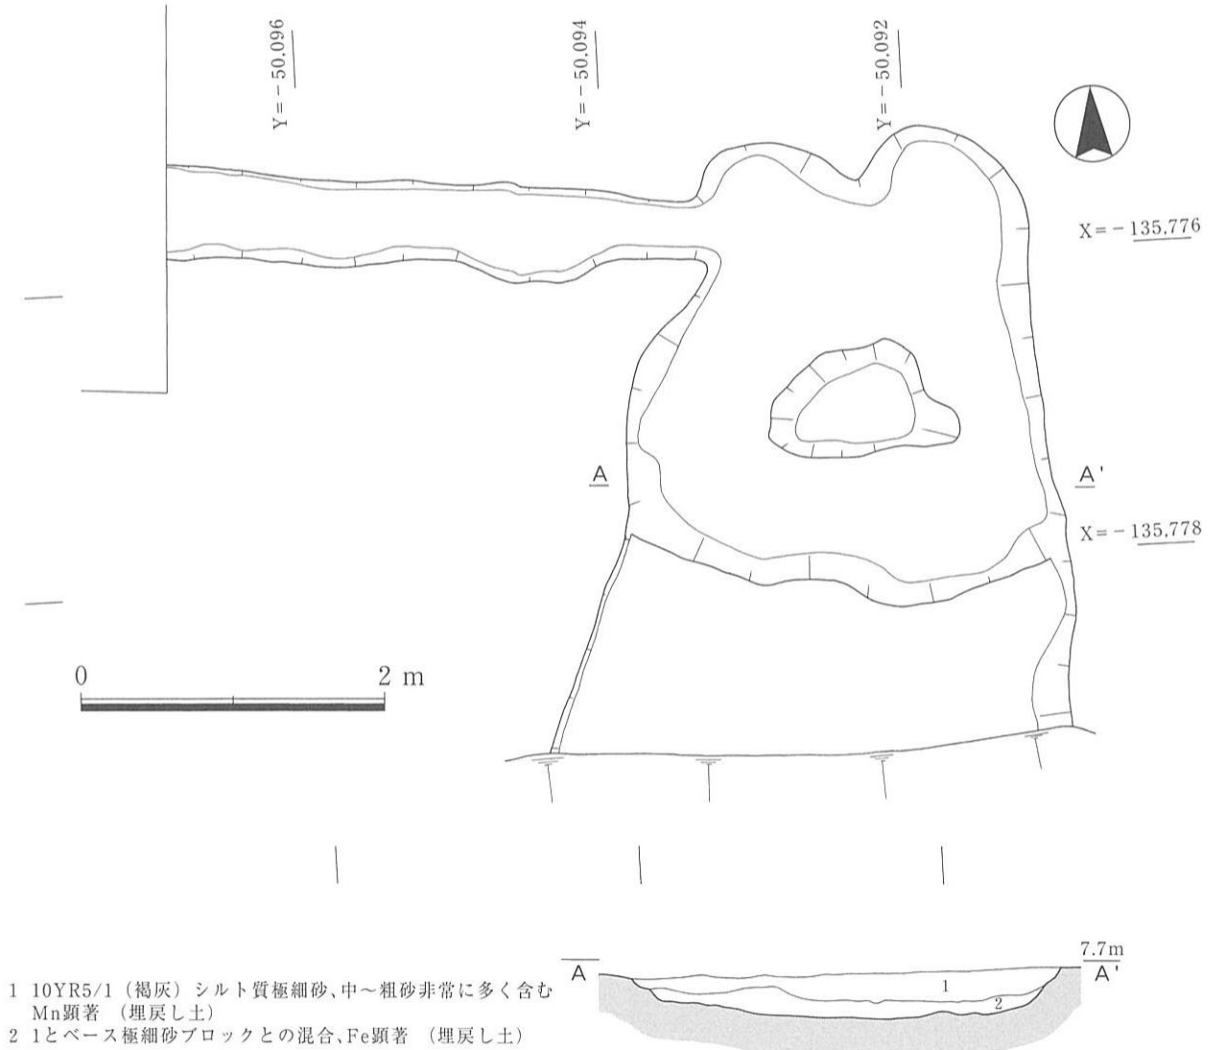 Y=-50,096
Y=-50,094
Y=-50,092
X=-135,776
A
A'
X=-135,778
0 2 m
7.7m
A
A'
1
2
1 10YR5/1（褐灰）シルト質極細砂、中～粗砂非常に多く含む
Mn顕著 （埋戻し土）
2 1とベース極細砂ブロックとの混合、Fe顕著 （埋戻し土）